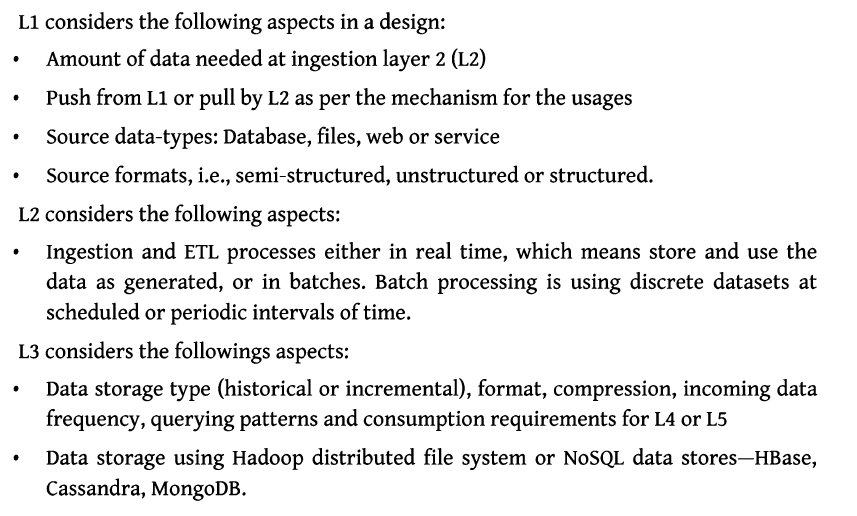 L1 considers the following aspects in a design:
• Amount of data needed at ingestion layer 2 (L2)
• Push from L1 or pull by L2 as per the mechanism for the usages
• Source data-types: Database, files, web or service
• Source formats, i.e., semi-structured, unstructured or structured.
L2 considers the following aspects:
• Ingestion and ETL processes either in real time, which means store and use the
data as generated, or in batches. Batch processing is using discrete datasets at
scheduled or periodic intervals of time.
L3 considers the followings aspects:
• Data storage type (historical or incremental), format, compression, incoming data
frequency, querying patterns and consumption requirements for L4 or L5
• Data storage using Hadoop distributed file system or NoSQL data stores—HBase,
Cassandra, MongoDB.